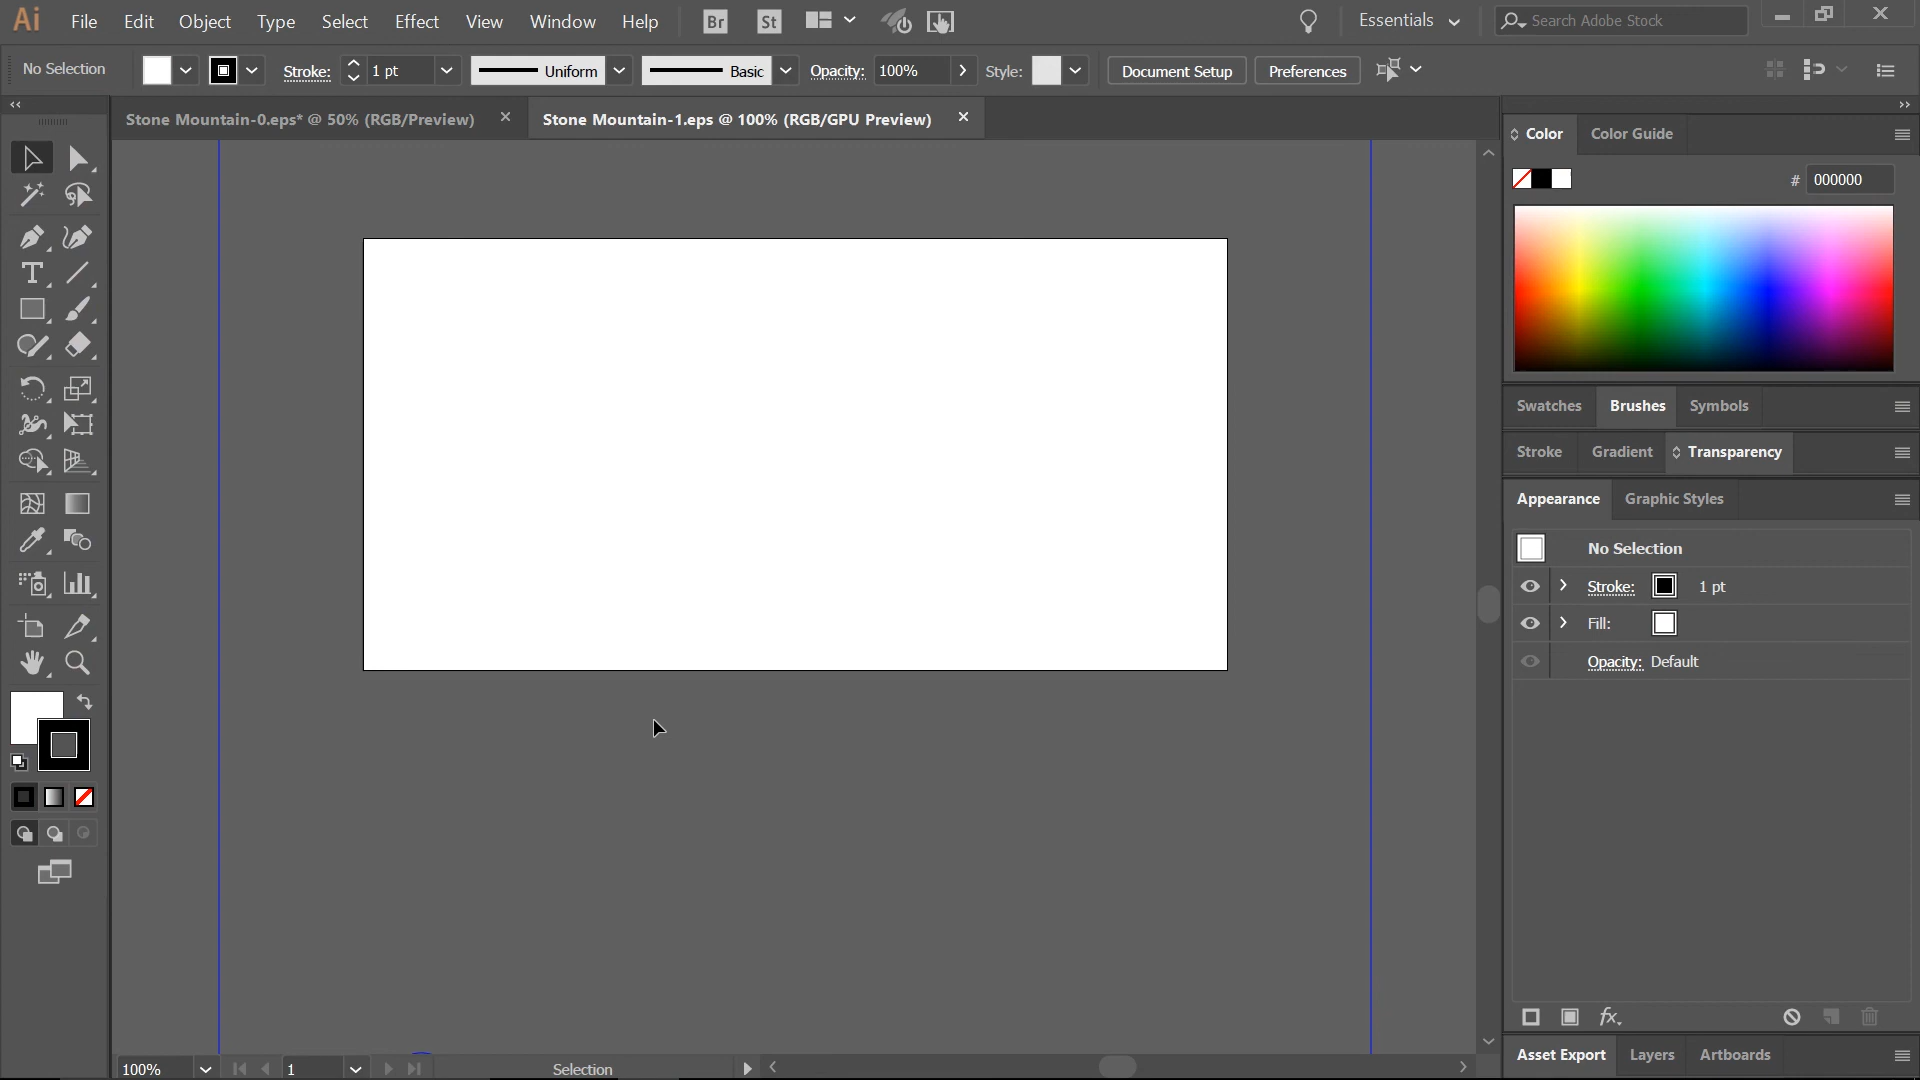 Ai File Edit Object Type Select Effect View Window Help Br St Essentials Search Adobe Stock
No Selection Stroke: 1 pt Uniform Basic Opacity: 100% Style: Document Setup Preferences
Stone Mountain-0.eps* @ 50% (RGB/Preview) Stone Mountain-1.eps @ 100% (RGB/GPU Preview)
Color Color Guide
# 000000
Swatches Brushes Symbols
Stroke Gradient Transparency
Appearance Graphic Styles
No Selection
Stroke: 1 pt
Fill:
Opacity: Default
fx
Asset Export Layers Artboards
100% 1 Selection